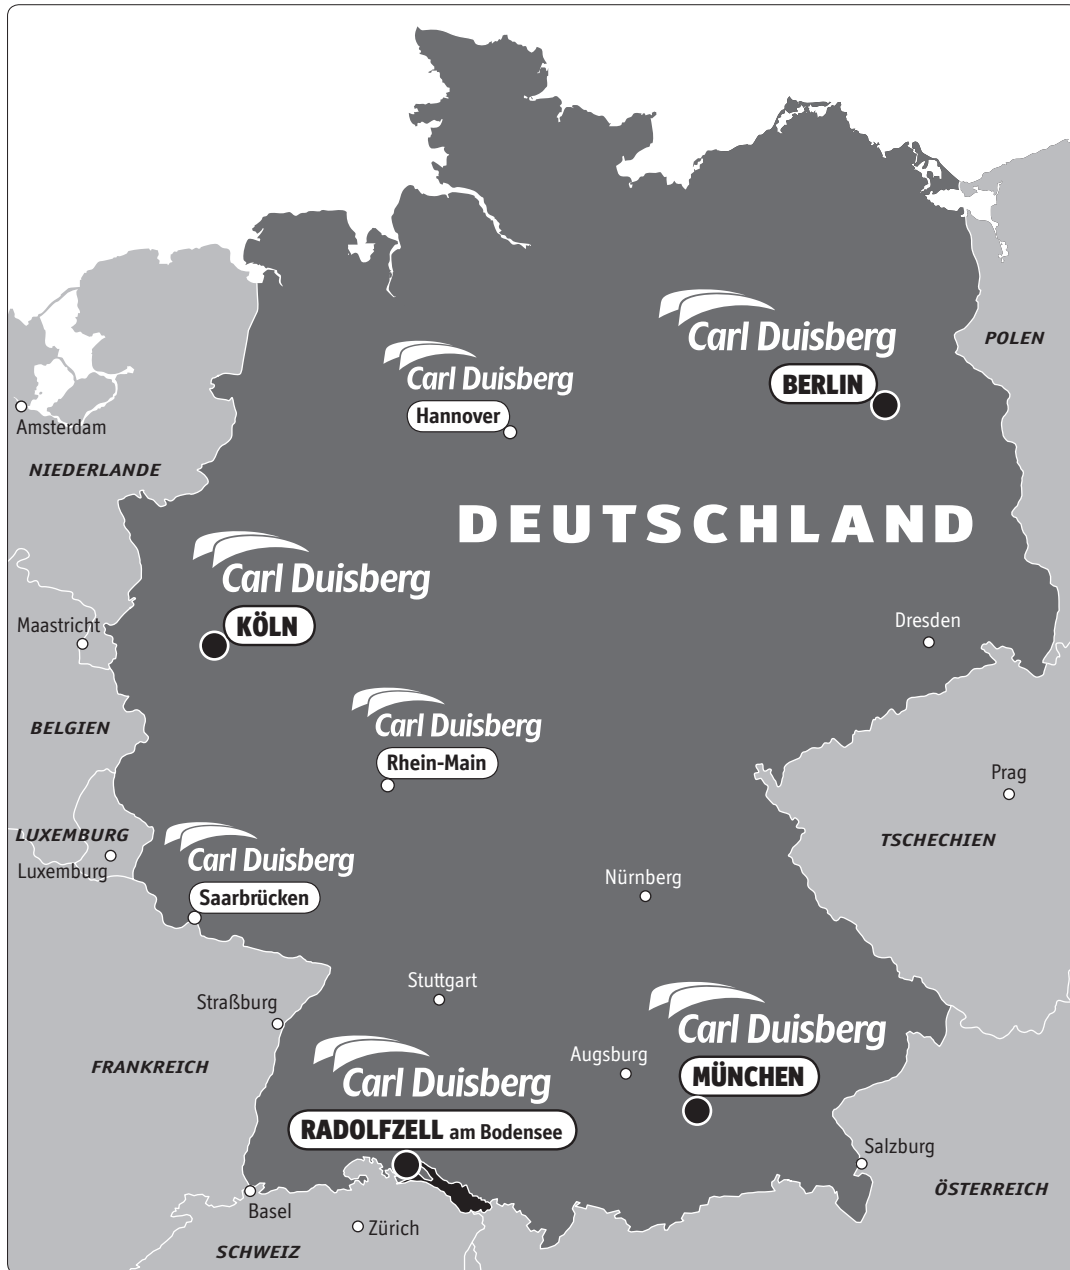 Carl Duisberg
BERLIN
POLEN
Carl Duisberg
Hannover
Amsterdam
NIEDERLANDE
DEUTSCHLAND
Carl Duisberg
KÖLN
Maastricht
Dresden
BELGIEN
Carl Duisberg
Rhein-Main
Prag
LUXEMBURG
Luxemburg
TSCHECHIEN
Carl Duisberg
Saarbrücken
Nürnberg
Stuttgart
Straßburg
Carl Duisberg
MÜNCHEN
Augsburg
FRANKREICH
Carl Duisberg
RADOLFZELL am Bodensee
Salzburg
ÖSTERREICH
Basel
Zürich
SCHWEIZ